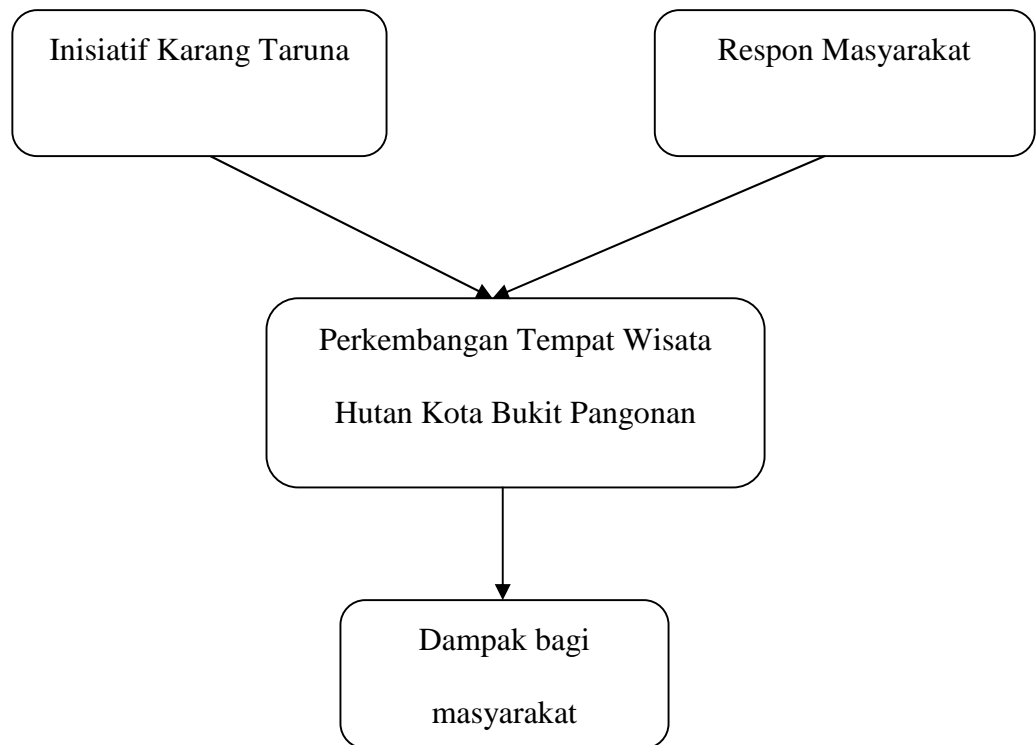 Inisiatif Karang Taruna
Respon Masyarakat
Perkembangan Tempat Wisata
Hutan Kota Bukit Pangonan
Dampak bagi
masyarakat